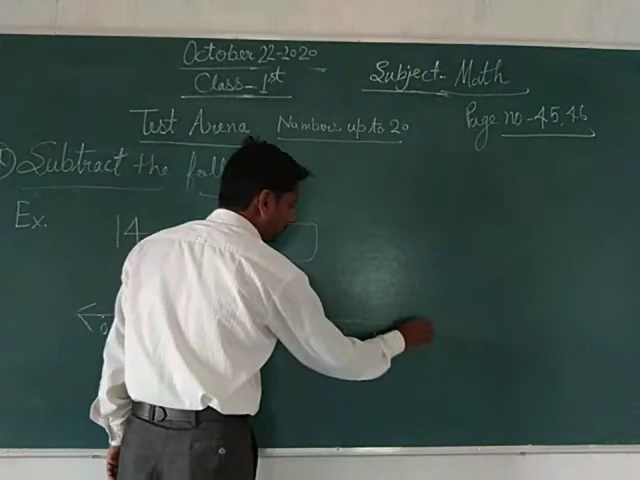 October 22-2020
Class-1st
Subject- Math
Test Arena Numbers up to 20
Page no-45,46
Subtract the
Ex.
14-
0